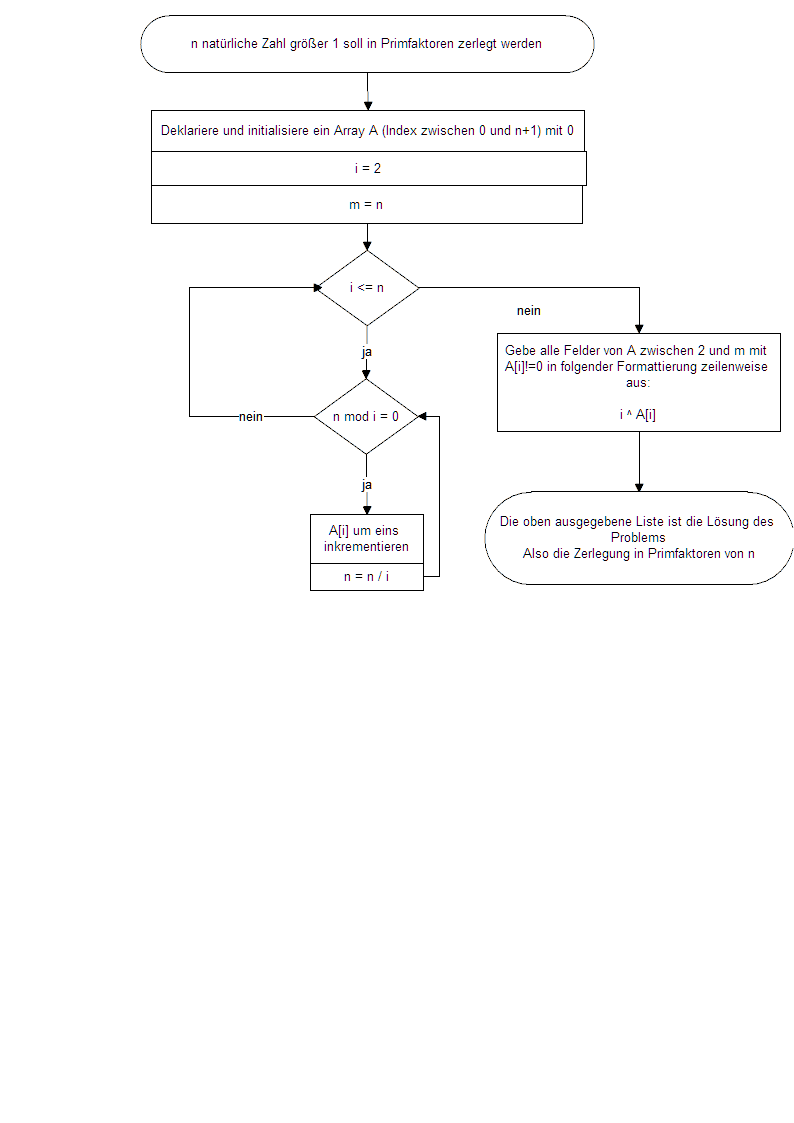 n natürliche Zahl größer 1 soll in Primfaktoren zerlegt werden
Deklariere und initialisiere ein Array A (Index zwischen 0 und n+1) mit 0
i = 2
m = n
i <= n
nein
ja
Gebe alle Felder von A zwischen 2 und m mit
A[i]!=0 in folgender Formattierung zeilenweise
aus:
i ^ A[i]
n mod i = 0
nein
ja
A[i] um eins
inkrementieren
n = n / i
Die oben ausgegebene Liste ist die Lösung des
Problems
Also die Zerlegung in Primfaktoren von n